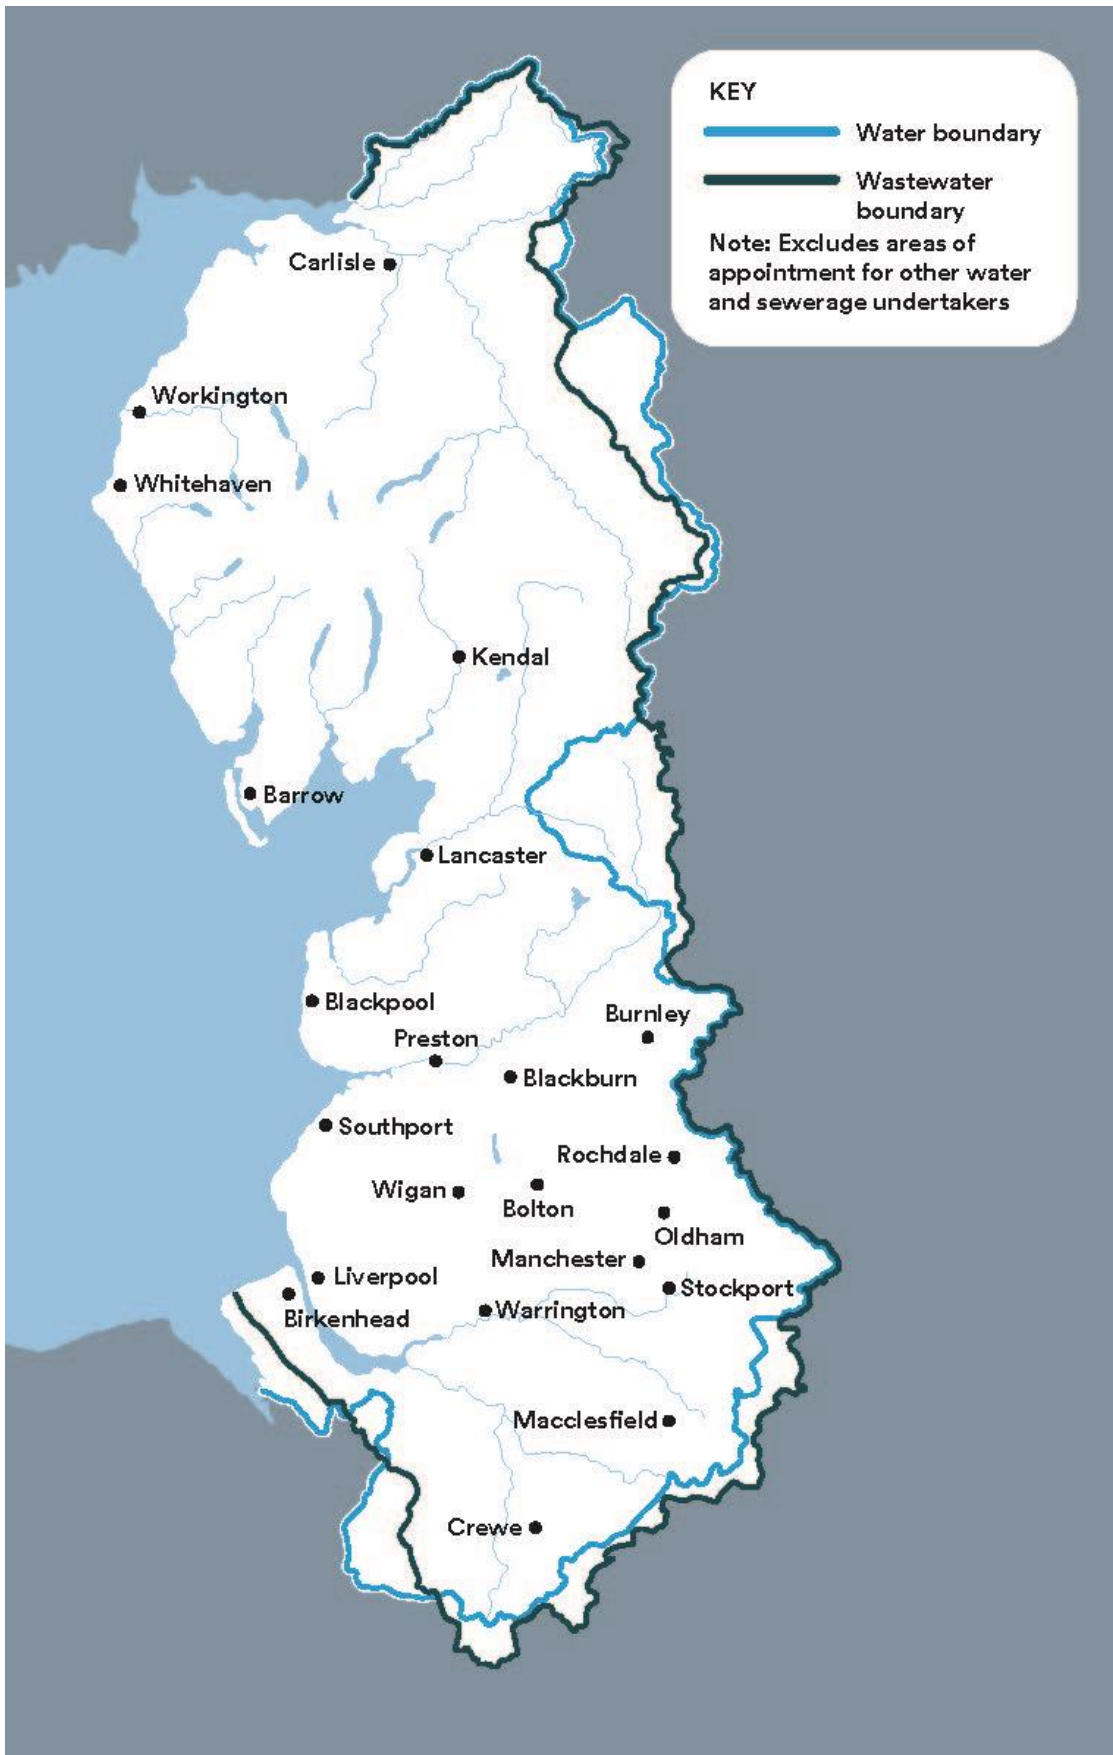 KEY
Water boundary
Wastewater
boundary
Note: Excludes areas of
appointment for other water
and sewerage undertakers
Carlisle
Workington
Whitehaven
Kendal
Barrow
Lancaster
Blackpool
Burnley
Preston
Blackburn
Southport
Rochdale
Wigan
Bolton
Oldham
Manchester
Liverpool
Stockport
Birkenhead
Warrington
Macclesfield
Crewe